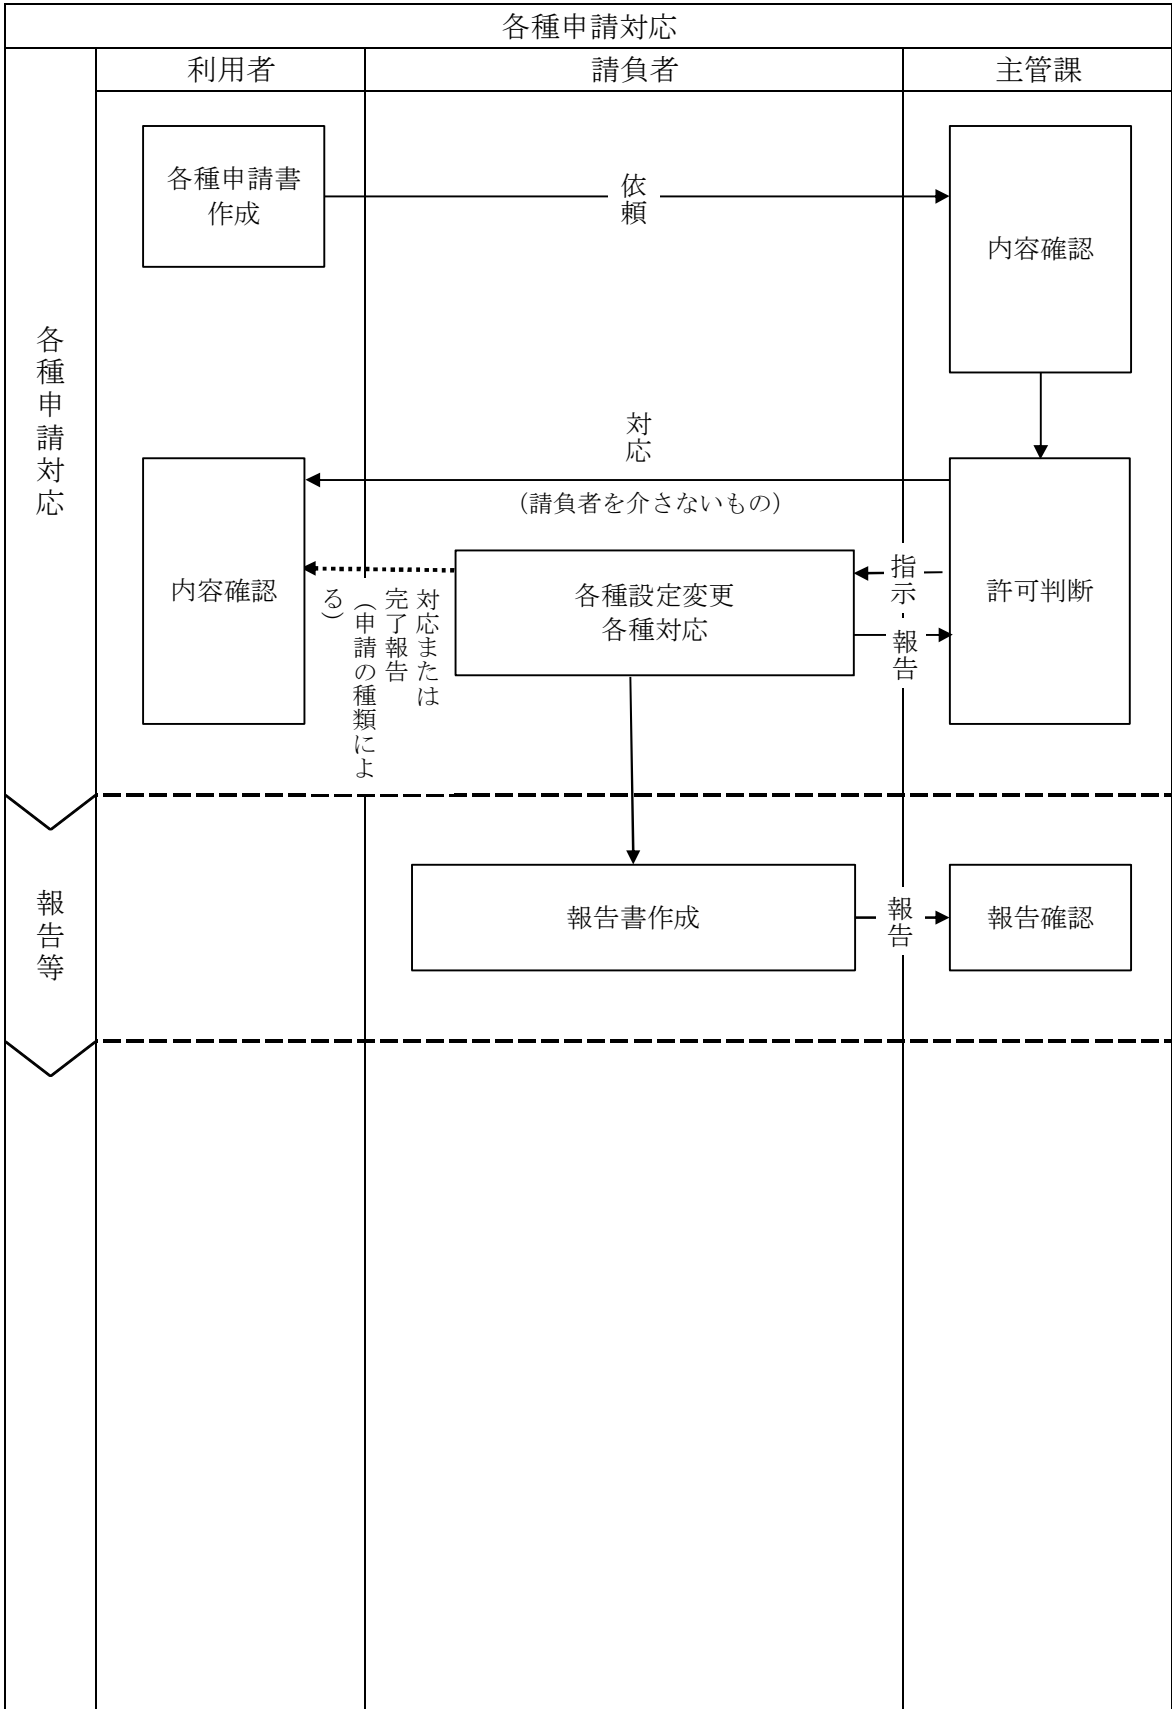 各種申請対応
利用者
請負者
主管課
各種申請対応
各種申請書
作成
依頼
内容確認
対応
（請負者を介さないもの）
内容確認
対応または
完了報告
（申請の種類によ
る）
各種設定変更
各種対応
指示
報告
許可判断
報告等
報告書作成
報告
報告確認